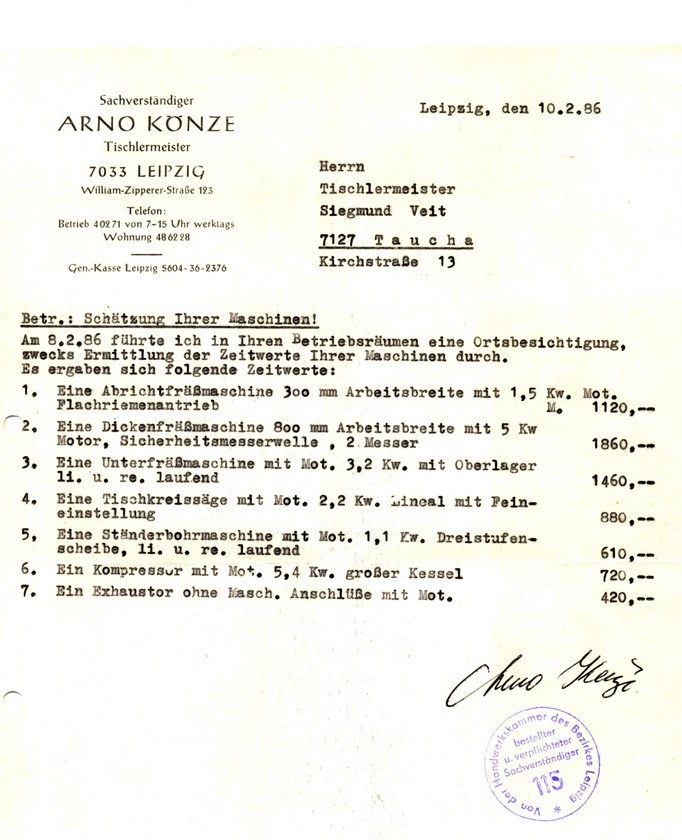 Sachverständiger
ARNO KÖNZE
Tischlermeister
7033 LEIPZIG
William-Zipperer-Straße 123
Telefon:
Betrieb 40271 von 7-15 Uhr werktags
Wohnung 486228
Gen.-Kasse Leipzig 5604-36-2376
Leipzig, den 10.2.86
Herrn
Tischlermeister
Siegmund Veit
7127 Taucha
Kirchstraße 13
Betr.: Schätzung Ihrer Maschinen!
Am 8.2.86 führte ich in Ihren Betriebsräumen eine Ortsbesichtigung,
zwecks Ermittlung der Zeitwerte Ihrer Maschinen durch.
Es ergaben sich folgende Zeitwerte:
1. Eine Abrichtfräßmaschine 300 mm Arbeitsbreite mit 1,5 Kw. Mot.
Flachriemenantrieb M. 1120,--
2. Eine Dickenfräßmaschine 800 mm Arbeitsbreite mit 5 Kw
Motor, Sicherheitsmesserwelle , 2 Messer 1860,--
3. Eine Unterfräßmaschine mit Mot. 3,2 Kw. mit Oberlager
li. u. re. laufend 1460,--
4. Eine Tischkreissäge mit Mot. 2,2 Kw. Lineal mit Fein-
einstellung 880,--
5, Eine Ständerbohrmaschine mit Mot. 1,1 Kw. Dreistufen-
scheibe, li. u. re. laufend 610,--
6. Ein Kompressor mit Mot. 5,4 Kw. großer Kessel 720,--
7. Ein Exhaustor ohne Masch. Anschlüße mit Mot. 420,--
Arno Könze
Von der Handwerkskammer des Bezirkes Leipzig *
bestellter
u. verpflichteter
Sachverständiger
115